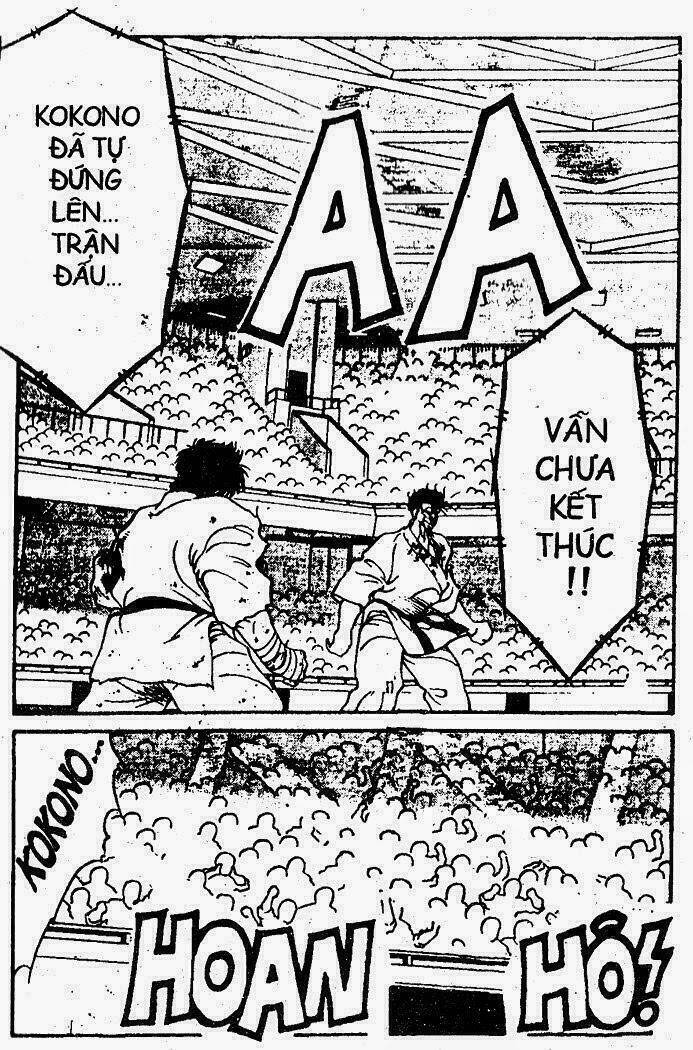 KOKONO
ĐÃ TỰ
ĐỨNG
LÊN...
TRẬN
ĐẤU...
AA
VẪN
CHƯA
KẾT
THÚC
!!
KOKONO...
HOAN HÔ!